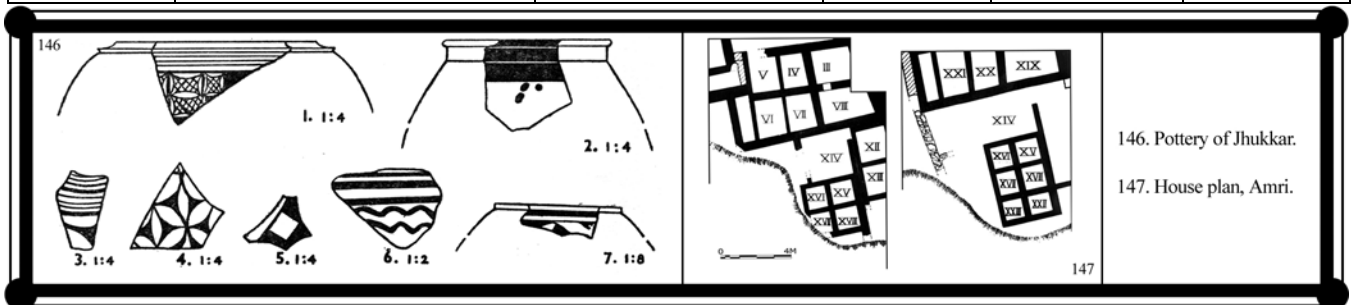 146
1. 1:4
2. 1:4
3. 1:4
4. 1:4
5. 1:4
6. 1:2
7. 1:8
V IV III
VI VII VIII
XIV
XII
XIII
XVI XV
XVII XVIII
0 4M
XXI XX XIX
XIV
XVI XV
XVII XVIII
147
146. Pottery of Jhukkar.
147. House plan, Amri.